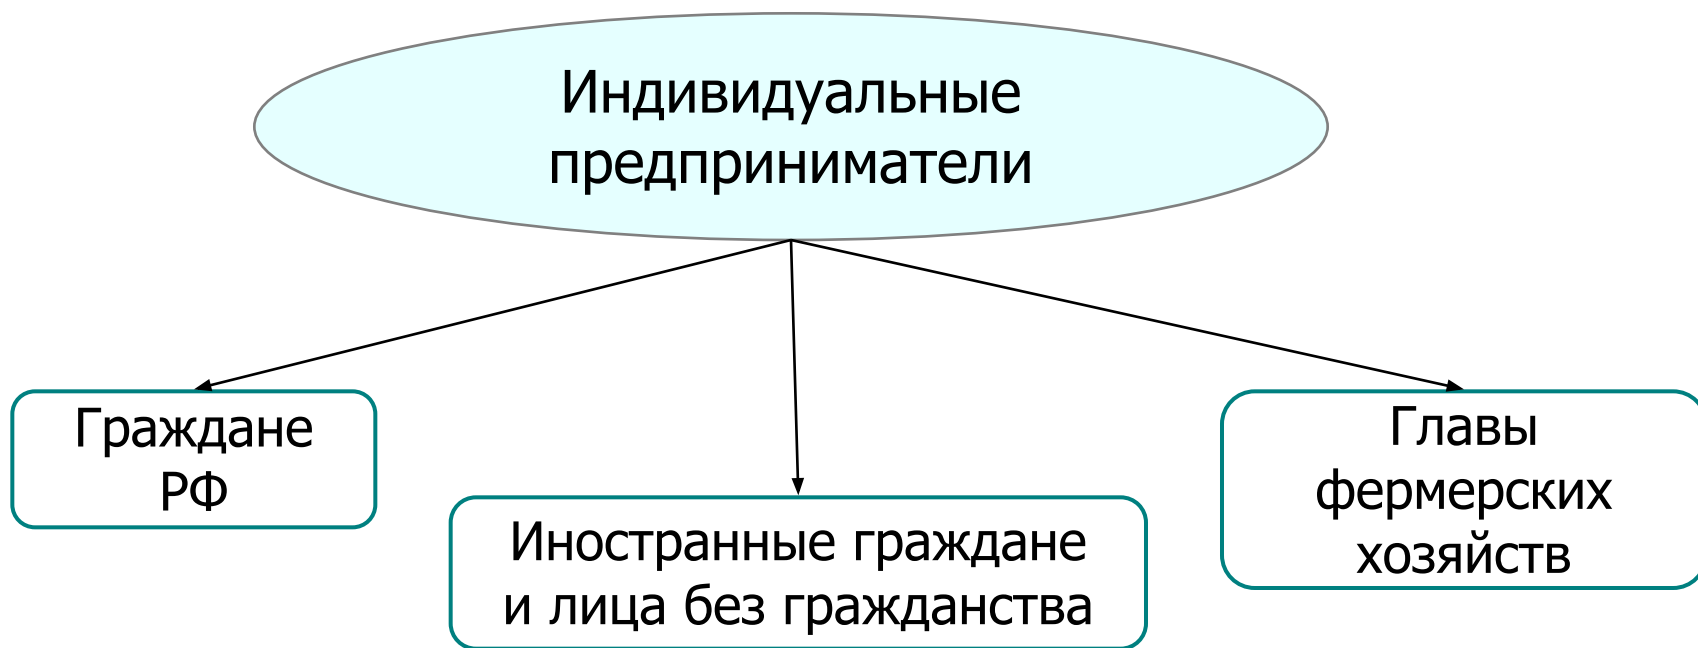 Индивидуальные
предприниматели
Граждане
РФ
Иностранные граждане
и лица без гражданства
Главы
фермерских
хозяйств